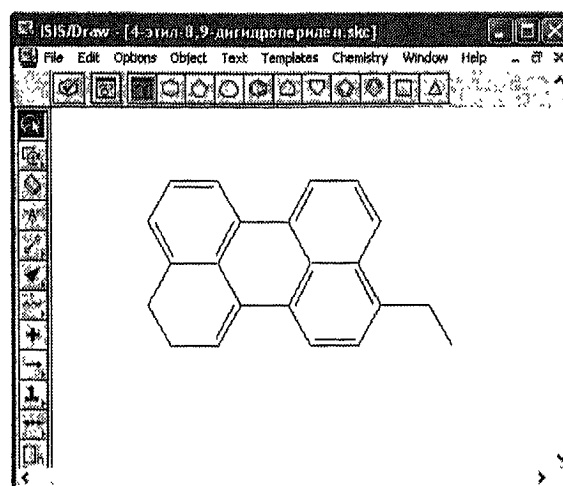 ISIS/Draw - [4-этил-8,9-дигидроперилен.skc]
File Edit Options Object Text Templates Chemistry Window Help